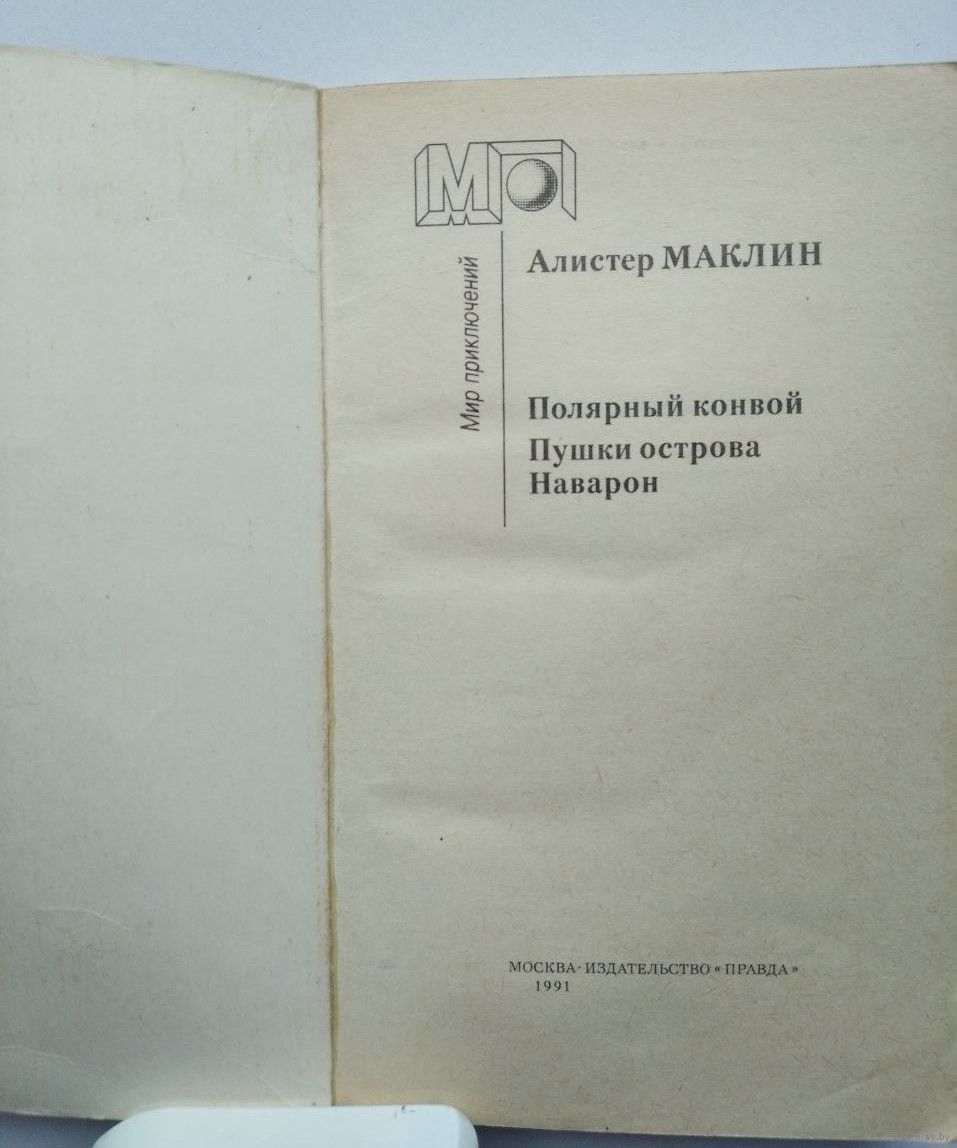 МП
Мир приключений
Алистер МАКЛИН
Полярный конвой
Пушки острова
Наварон
МОСКВА · ИЗДАТЕЛЬСТВО « ПРАВДА »
1991